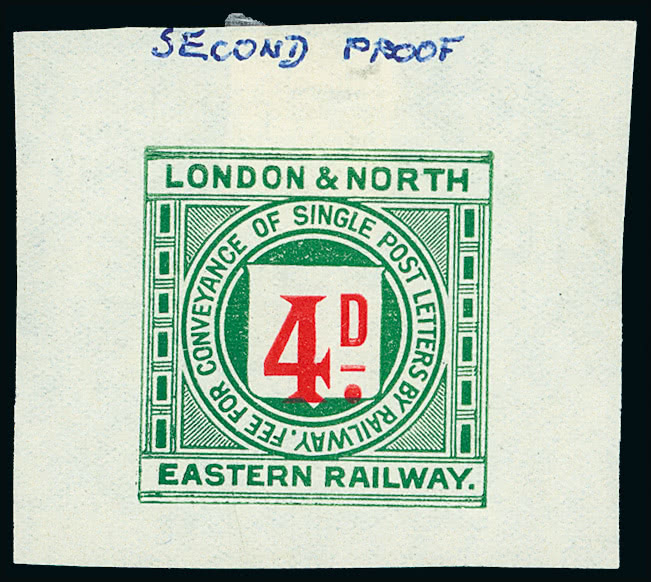 SECOND PROOF
LONDON & NORTH
FEE FOR CONVEYANCE OF SINGLE POST LETTERS BY RAILWAY.
4D.
EASTERN RAILWAY.